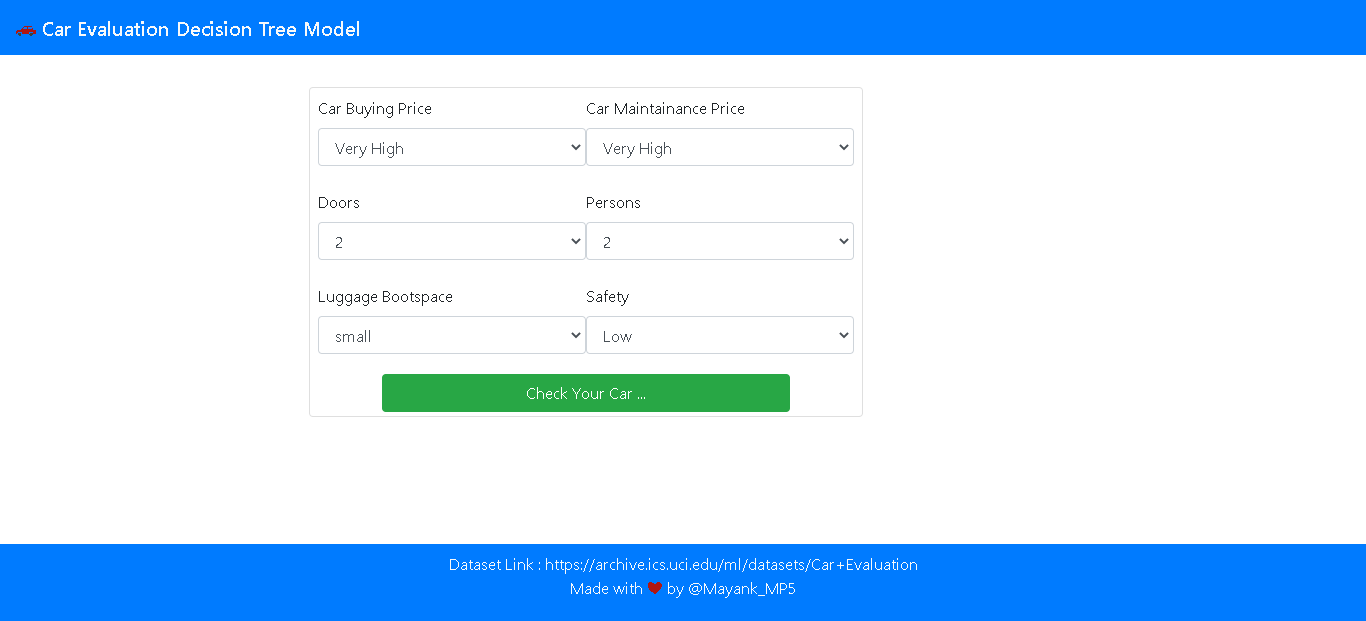 Car Evaluation Decision Tree Model
Car Buying Price Car Maintainance Price
Very High Very High
Doors Persons
2 2
Luggage Bootspace Safety
small Low
Check Your Car ...
Dataset Link : https://archive.ics.uci.edu/ml/datasets/Car+Evaluation
Made with ❤ by @Mayank_MP5